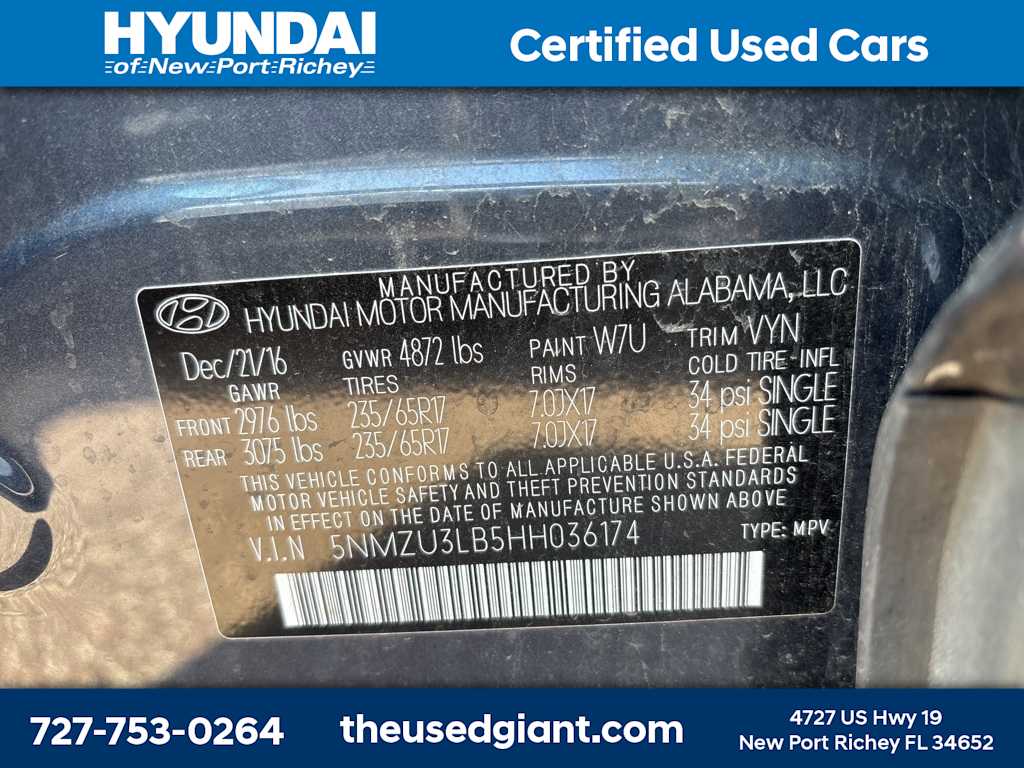 HYUNDAI
of New Port Richey
Certified Used Cars
MANUFACTURED BY
HYUNDAI MOTOR MANUFACTURING ALABAMA, LLC
Dec/21/16 GVWR 4872 lbs PAINT W7U TRIM VYN
GAWR TIRES RIMS COLD TIRE-INFL
FRONT 2976 lbs 235/65R17 7.0JX17 34 psi SINGLE
REAR 3075 lbs 235/65R17 7.0JX17 34 psi SINGLE
THIS VEHICLE CONFORMS TO ALL APPLICABLE U.S.A. FEDERAL
MOTOR VEHICLE SAFETY AND THEFT PREVENTION STANDARDS
IN EFFECT ON THE DATE OF MANUFACTURE SHOWN ABOVE
V.I.N 5NMZU3LB5HH036174 TYPE: MPV
727-753-0264
theusedgiant.com
4727 US Hwy 19
New Port Richey FL 34652